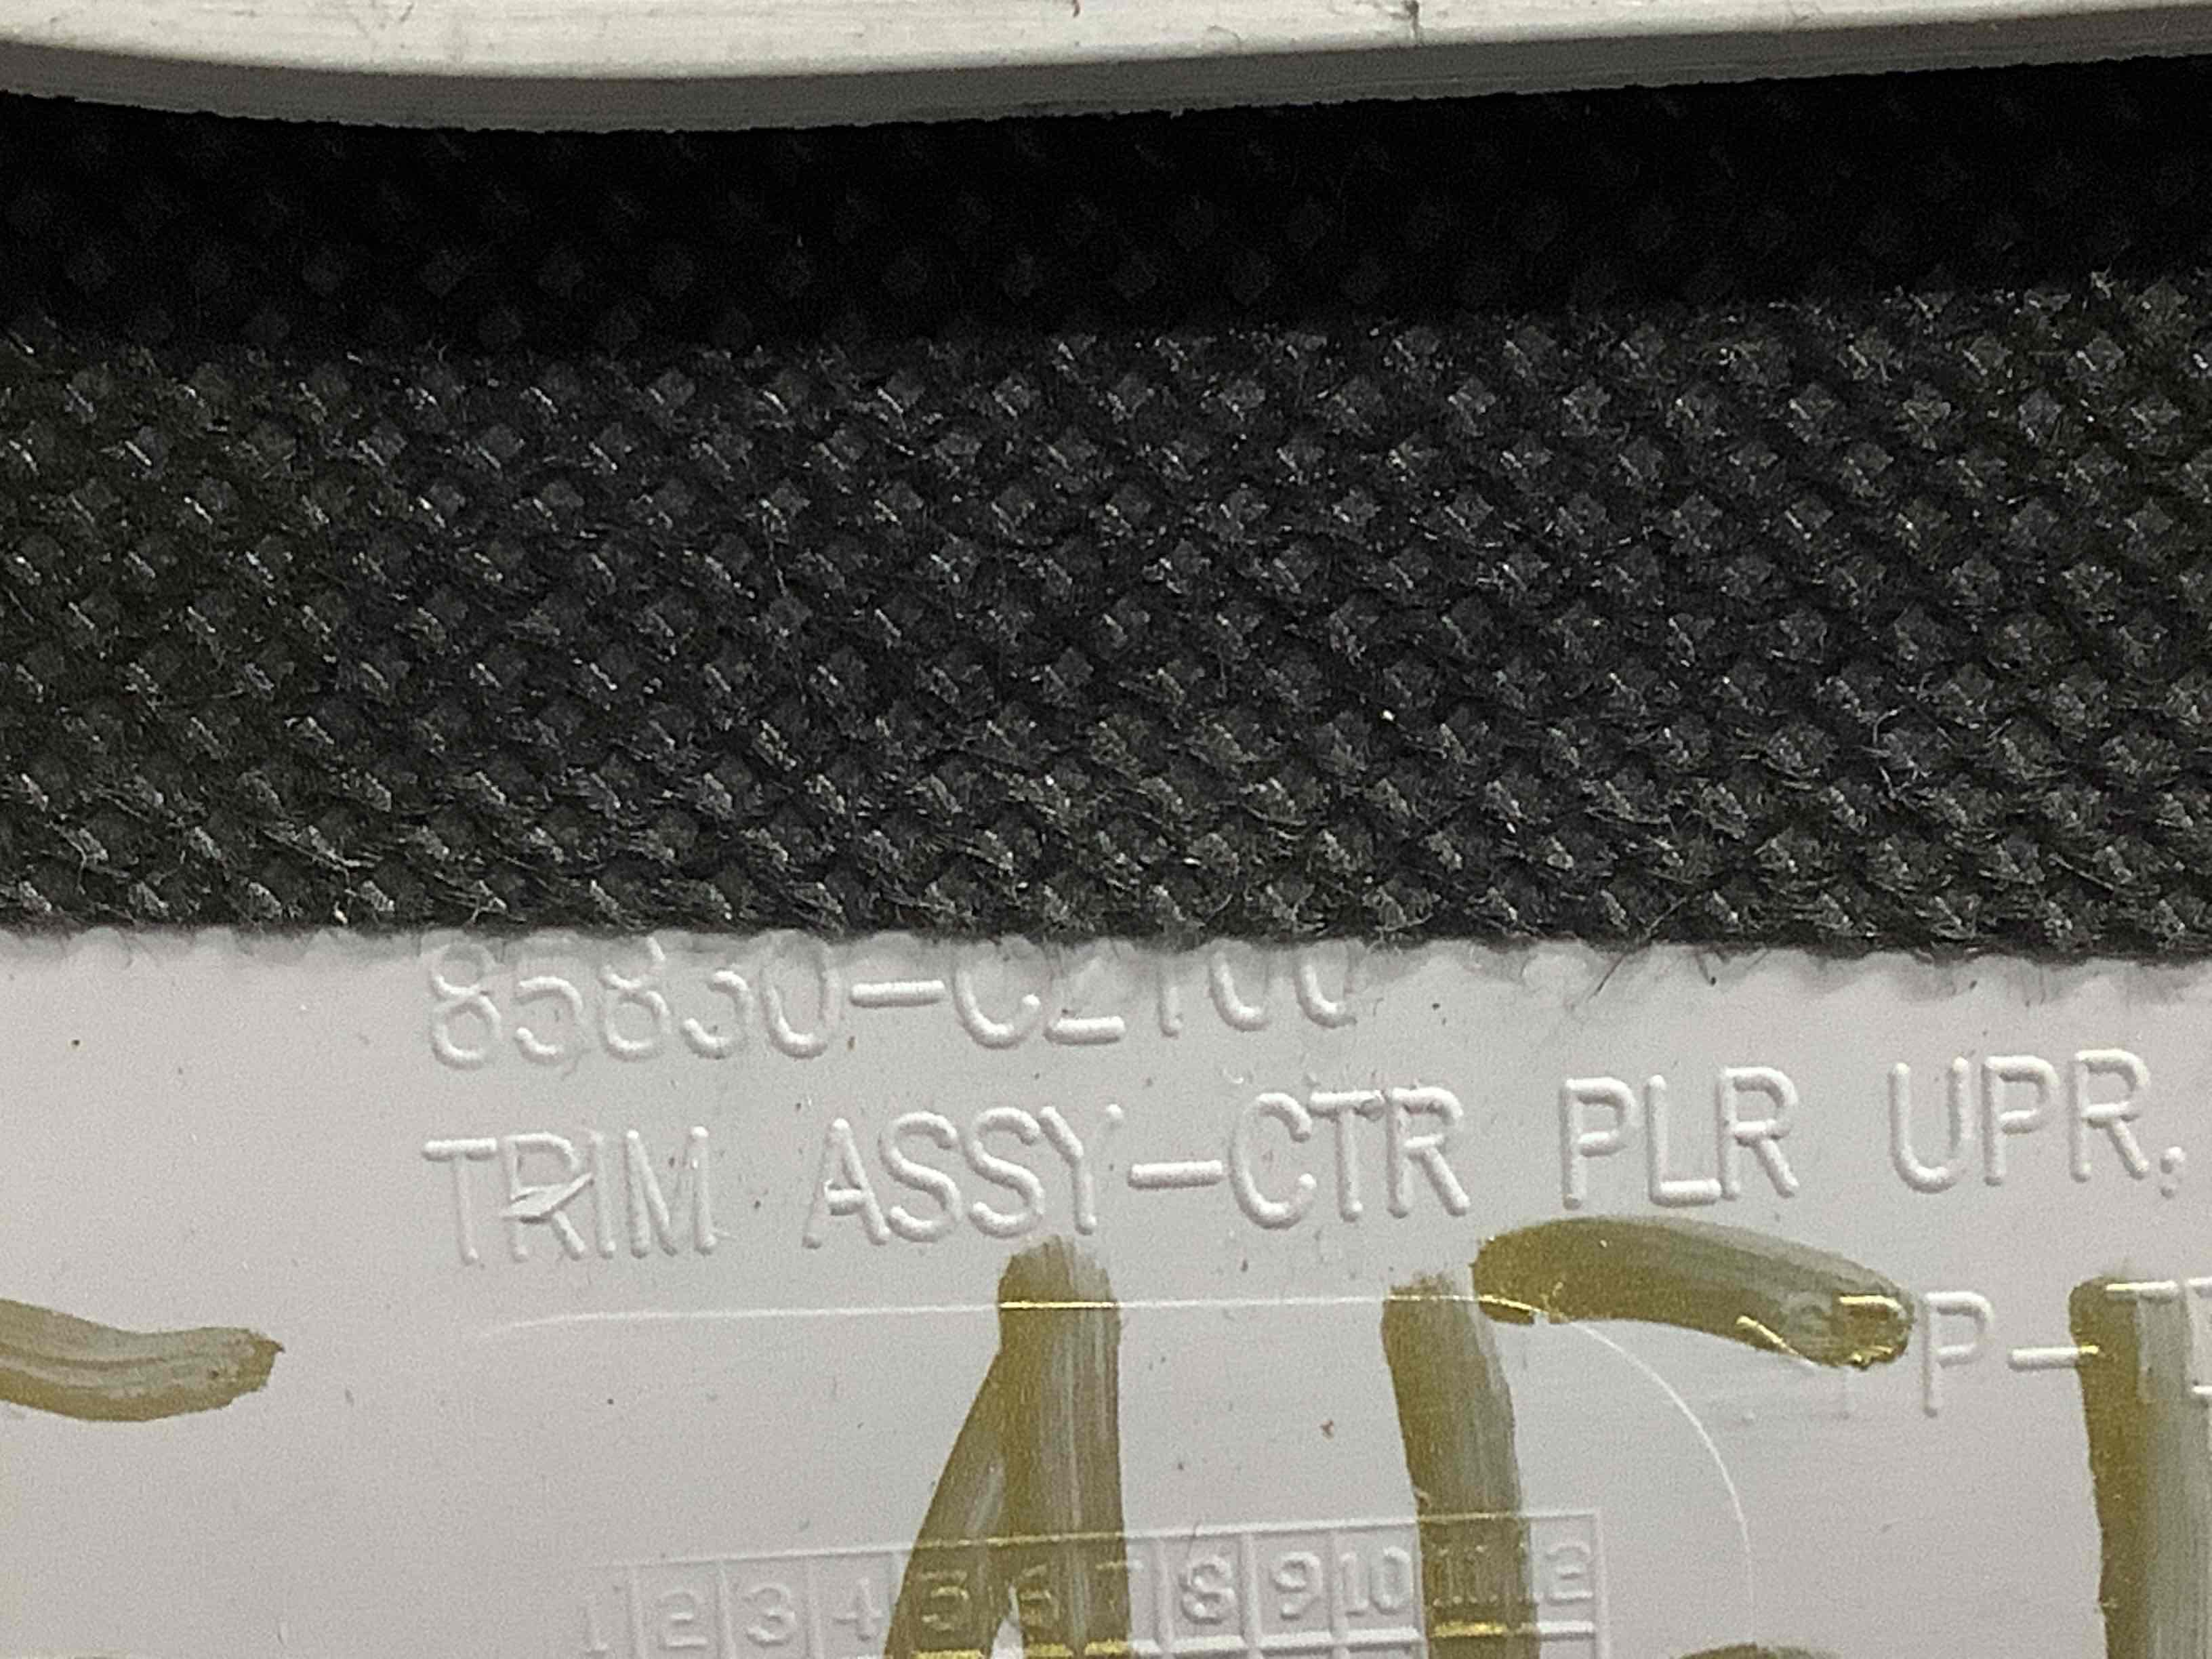 85830-C2100
TRIM ASSY-CTR PLR UPR,
P-
1 2 3 4 5 6 7 8 9 10 11 12